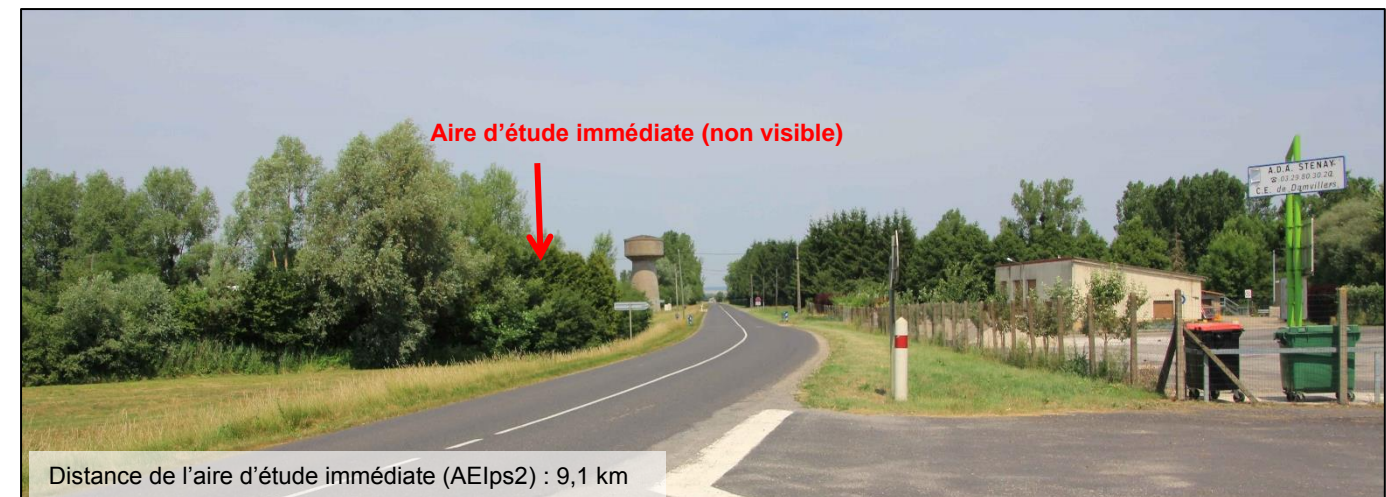 Aire d’étude immédiate (non visible)
A.D.A. STENAY
☎ 03.29.80.30.20
C.E. de Damvillers
Distance de l’aire d’étude immédiate (AEIps2) : 9,1 km